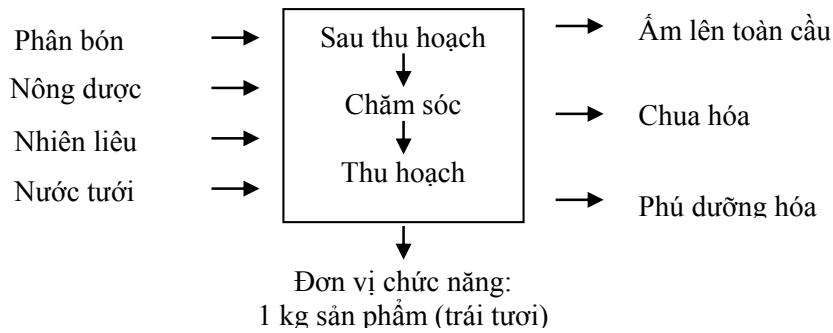 Phân bón
Nông dược
Nhiên liêu
Nước tưới
Sau thu hoạch
Chăm sóc
Thu hoạch
Ấm lên toàn cầu
Chua hóa
Phú dưỡng hóa
Đơn vị chức năng:
1 kg sản phẩm (trái tươi)